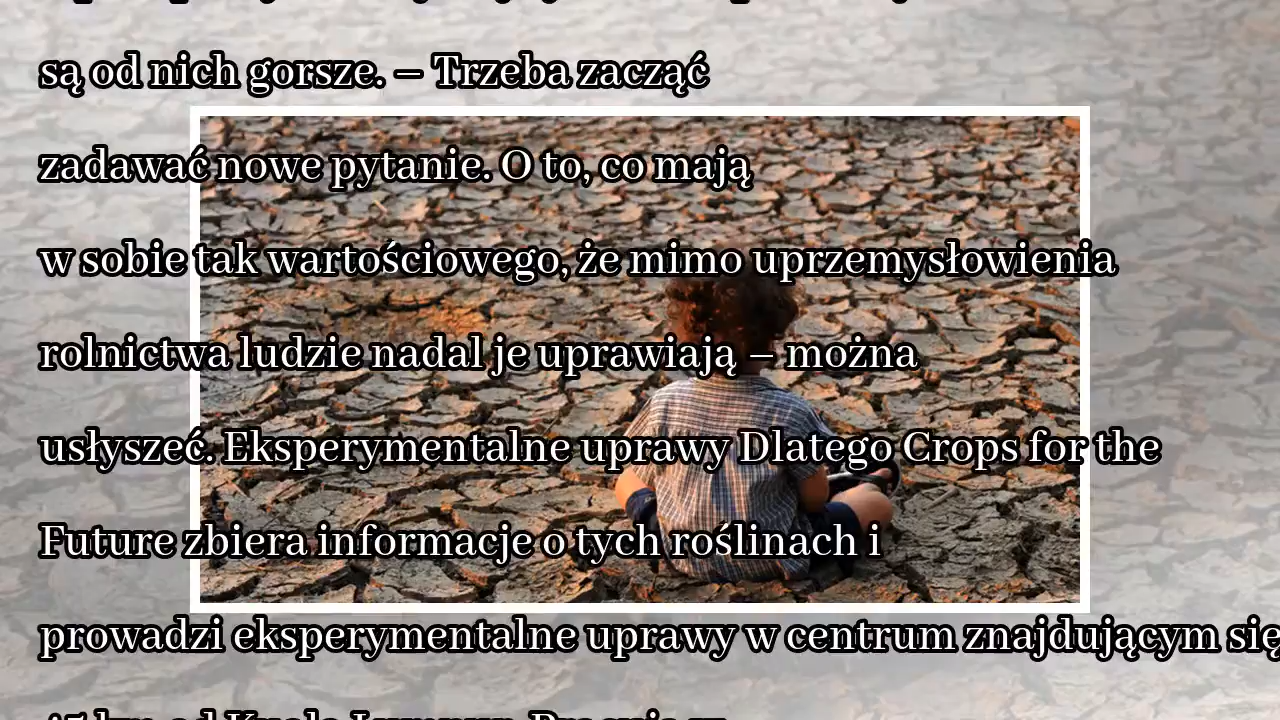 są od nich gorsze. – Trzeba zacząć
zadawać nowe pytanie. O to, co mają
w sobie tak wartościowego, że mimo uprzemysłowienia
rolnictwa ludzie nadal je uprawiają – można
usłyszeć. Eksperymentalne uprawy Dlatego Crops for the
Future zbiera informacje o tych roślinach i
prowadzi eksperymentalne uprawy w centrum znajdującym się